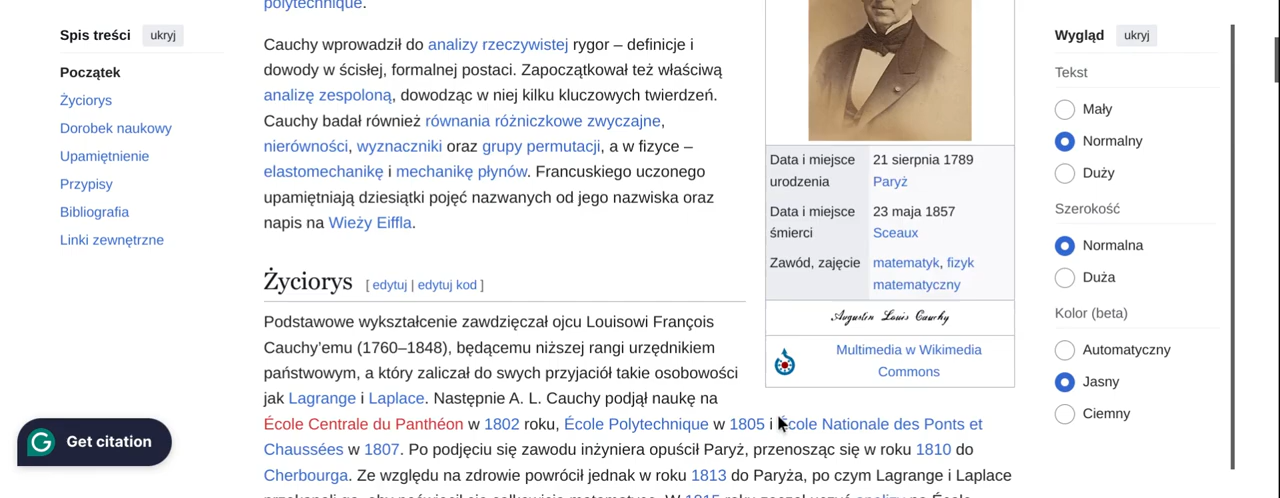 Spis treści ukryj
Początek
Życiorys
Dorobek naukowy
Upamiętnienie
Przypisy
Bibliografia
Linki zewnętrzne
Get citation
polytechnique.
Cauchy wprowadził do analizy rzeczywistej rygor – definicje i
dowody w ścisłej, formalnej postaci. Zapoczątkował też właściwą
analizę zespoloną, dowodząc w niej kilku kluczowych twierdzeń.
Cauchy badał również równania różniczkowe zwyczajne,
nierówności, wyznaczniki oraz grupy permutacji, a w fizyce –
elastomechanikę i mechanikę płynów. Francuskiego uczonego
upamiętniają dziesiątki pojęć nazwanych od jego nazwiska oraz
napis na Wieży Eiffla.
Życiorys [ edytuj | edytuj kod ]
Podstawowe wykształcenie zawdzięczał ojcu Louisowi François
Cauchy'emu (1760–1848), będącemu niższej rangi urzędnikiem
państwowym, a który zaliczał do swych przyjaciół takie osobowości
jak Lagrange i Laplace. Następnie A. L. Cauchy podjął naukę na
École Centrale du Panthéon w 1802 roku, École Polytechnique w 1805 i École Nationale des Ponts et
Chaussées w 1807. Po podjęciu się zawodu inżyniera opuścił Paryż, przenosząc się w roku 1810 do
Cherbourga. Ze względu na zdrowie powrócił jednak w roku 1813 do Paryża, po czym Lagrange i Laplace
Data i miejsce urodzenia 21 sierpnia 1789
Paryż
Data i miejsce śmierci 23 maja 1857
Sceaux
Zawód, zajęcie matematyk, fizyk
matematyczny
Augustin Louis Cauchy
Multimedia w Wikimedia
Commons
Wygląd ukryj
Tekst
Mały
Normalny
Duży
Szerokość
Normalna
Duża
Kolor (beta)
Automatyczny
Jasny
Ciemny